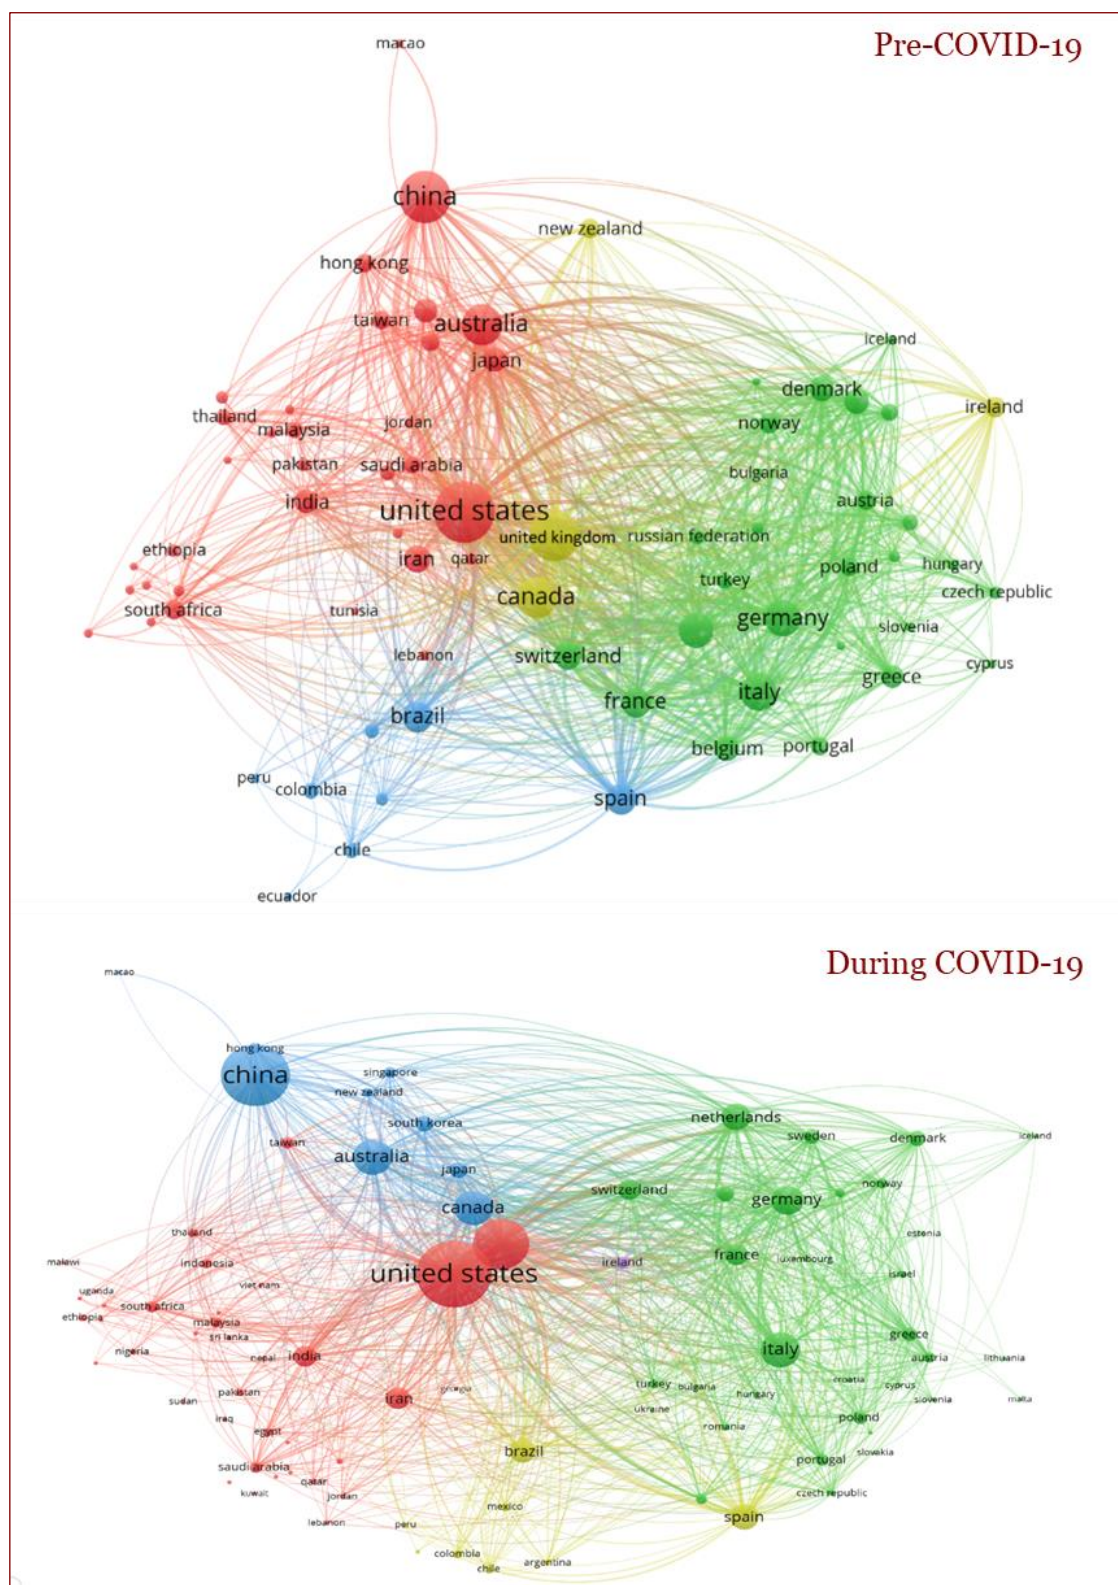 Pre-COVID-19
macao
china
new zealand
hong kong
taiwan
australia
japan
iceland
denmark
ireland
thailand
malaysia
jordan
norway
pakistan
saudi arabia
bulgaria
india
united states
austria
united kingdom
russian federation
ethiopia
iran
qatar
turkey
poland
hungary
canada
czech republic
south africa
tunisia
germany
slovenia
lebanon
switzerland
cyprus
greece
brazil
france
italy
belgium
portugal
peru
colombia
spain
chile
ecuador
During COVID-19
macao
hong kong
china
singapore
new zealand
south korea
netherlands
sweden
denmark
iceland
taiwan
australia
japan
switzerland
norway
canada
germany
thailand
estonia
malawi
indonesia
ireland
france
luxembourg
united states
israel
viet nam
uganda
south africa
ethiopia
malaysia
sri lanka
greece
nigeria
nepal
india
italy
austria
lithuania
pakistan
georgia
turkey
bulgaria
croatia
cyprus
sudan
iran
hungary
slovenia
malta
iraq
ukraine
egypt
romania
poland
brazil
slovakia
saudi arabia
portugal
qatar
kuwait
jordan
czech republic
mexico
lebanon
peru
spain
colombia
chile
argentina